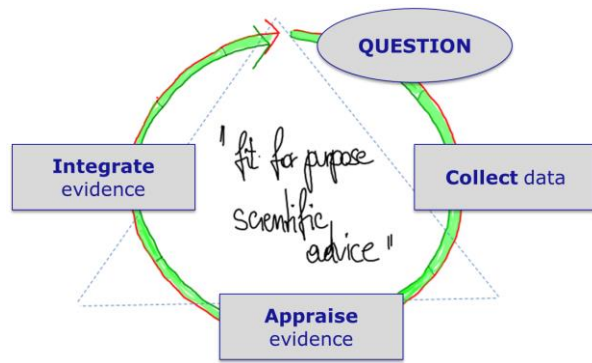 QUESTION
Collect data
Appraise
evidence
Integrate
evidence
"fit for purpose
scientific
advice"